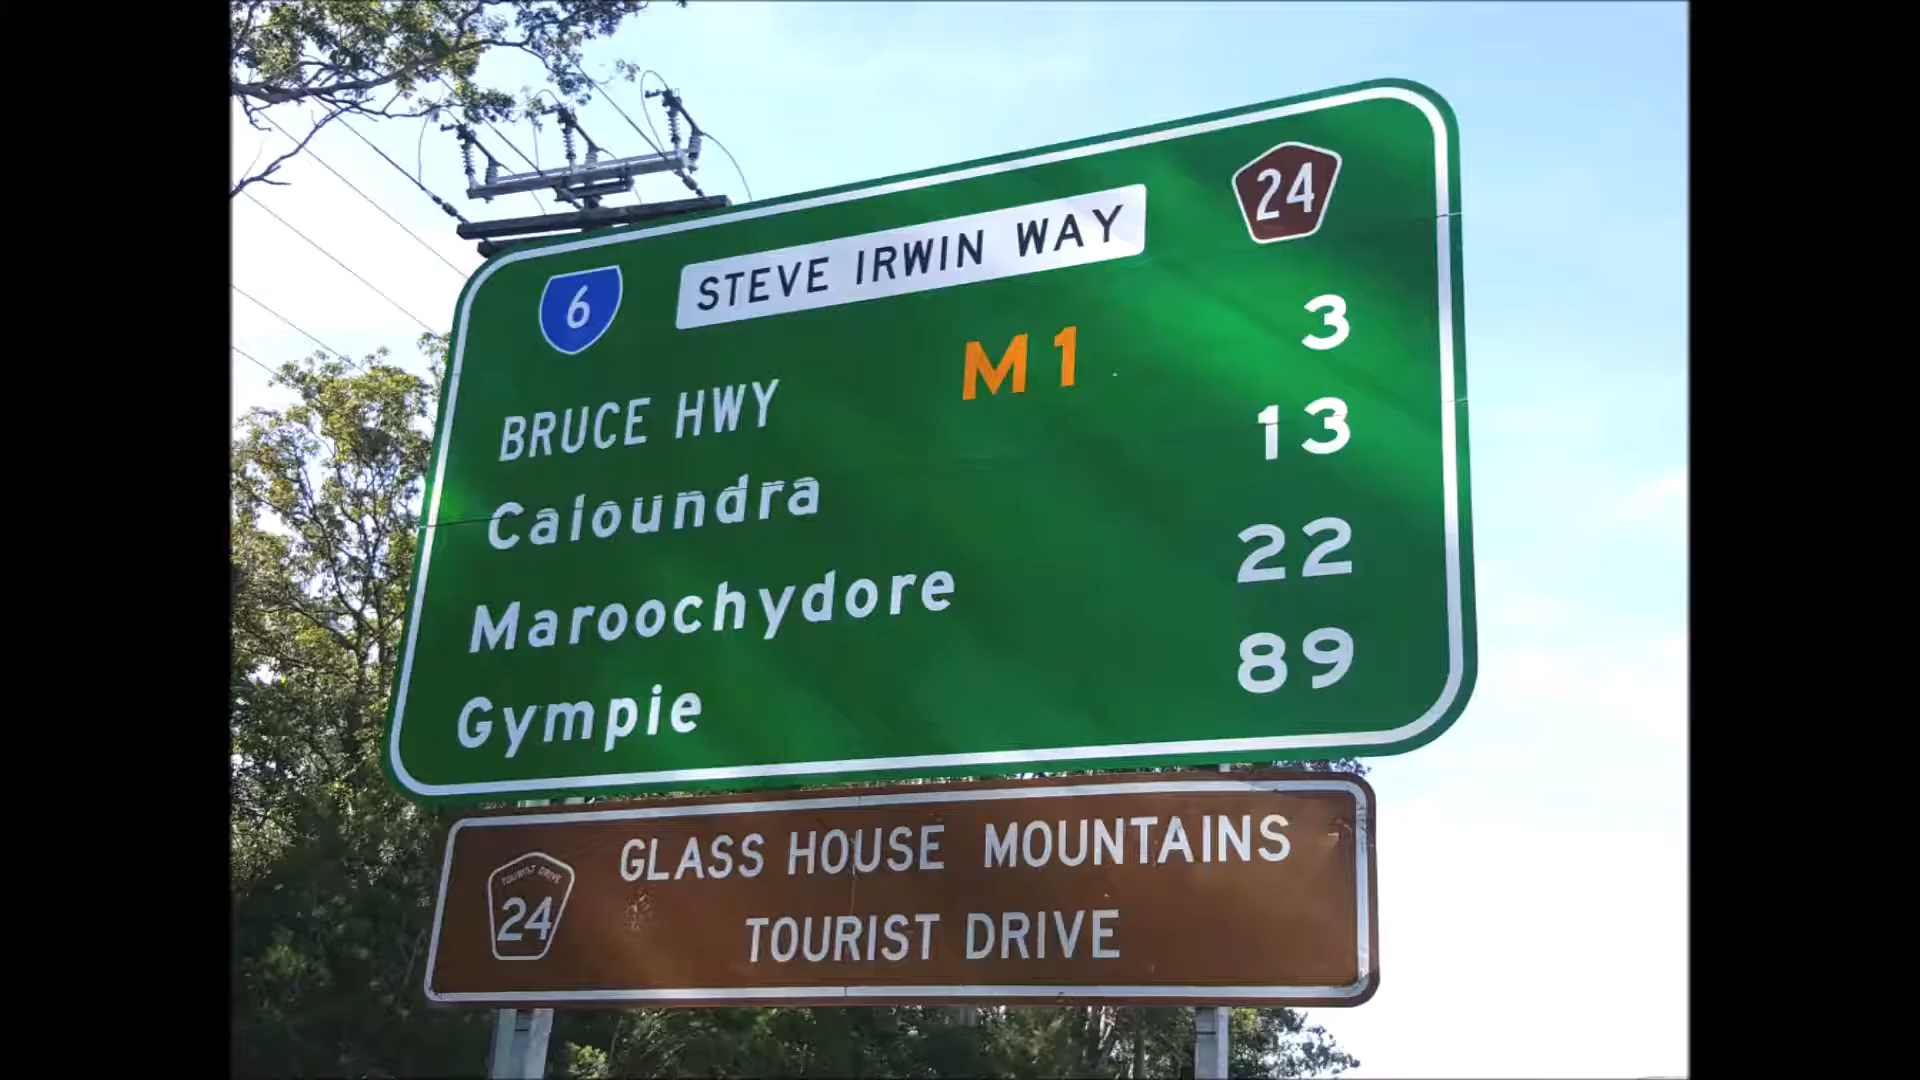 6 STEVE IRWIN WAY 24
BRUCE HWY M1 3
Caloundra 13
Maroochydore 22
Gympie 89
TOURIST DRIVE
24
GLASS HOUSE MOUNTAINS
TOURIST DRIVE